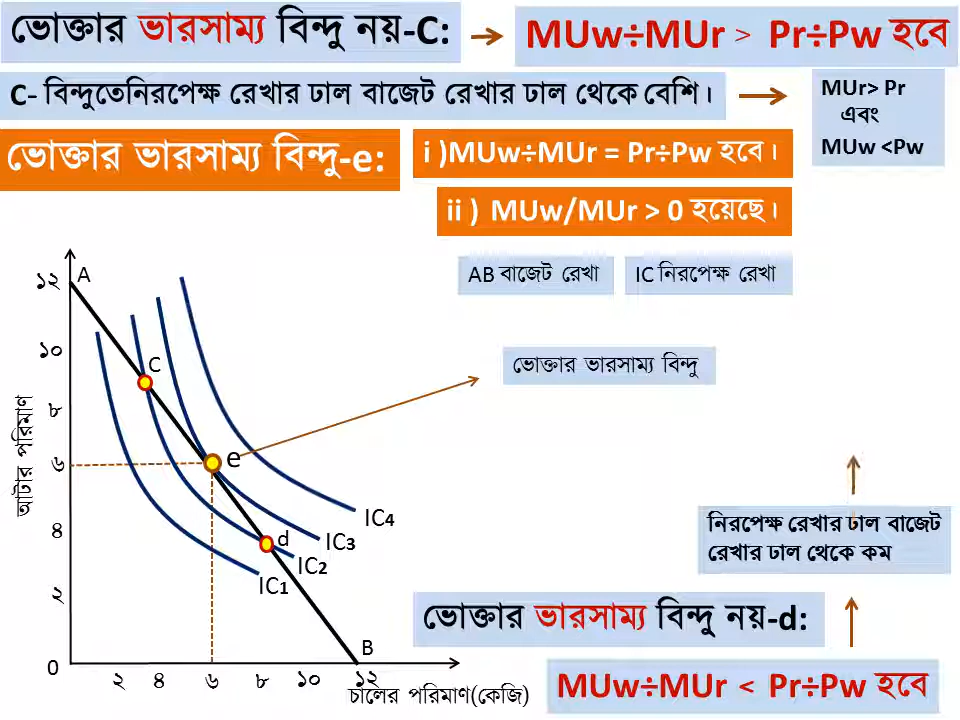 ভোক্তার ভারসাম্য বিন্দু নয়-C:
MUw÷MUr > Pr÷Pw হবে
C- বিন্দুতেনিরপেক্ষ রেখার ঢাল বাজেট রেখার ঢাল থেকে বেশি।
MUr> Pr
এবং
MUw <Pw
ভোক্তার ভারসাম্য বিন্দু-e:
i )MUw÷MUr = Pr÷Pw হবে।
ii ) MUw/MUr > 0 হয়েছে।
AB বাজেট রেখা
IC নিরপেক্ষ রেখা
ভোক্তার ভারসাম্য বিন্দু
১২
A
১০
C
৮
৬
e
৪
d
২
0
IC4
IC3
IC2
IC1
B
আটার পরিমাণ
২ ৪ ৬ ৮ ১০ ১২
চালের পরিমাণ(কেজি)
নিরপেক্ষ রেখার ঢাল বাজেট
রেখার ঢাল থেকে কম
ভোক্তার ভারসাম্য বিন্দু নয়-d:
MUw÷MUr < Pr÷Pw হবে